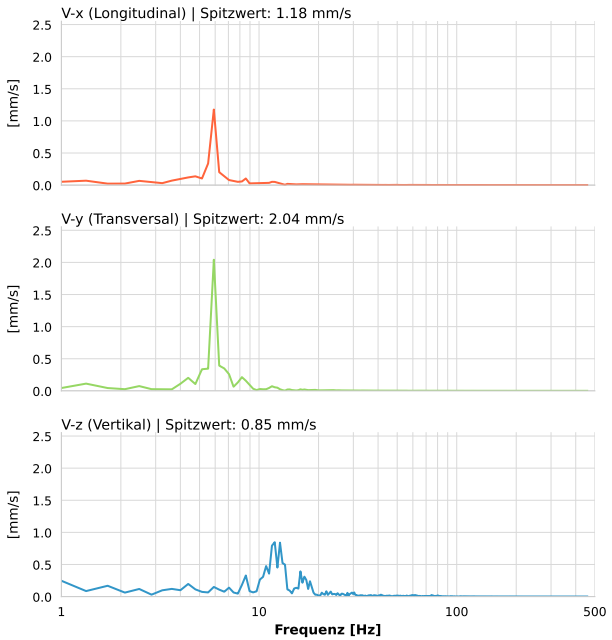 V-x (Longitudinal) | Spitzwert: 1.18 mm/s
2.5
2.0
1.5
1.0
0.5
0.0
[mm/s]
V-y (Transversal) | Spitzwert: 2.04 mm/s
2.5
2.0
1.5
1.0
0.5
0.0
[mm/s]
V-z (Vertikal) | Spitzwert: 0.85 mm/s
2.5
2.0
1.5
1.0
0.5
0.0
[mm/s]
1 10 100 500
Frequenz [Hz]